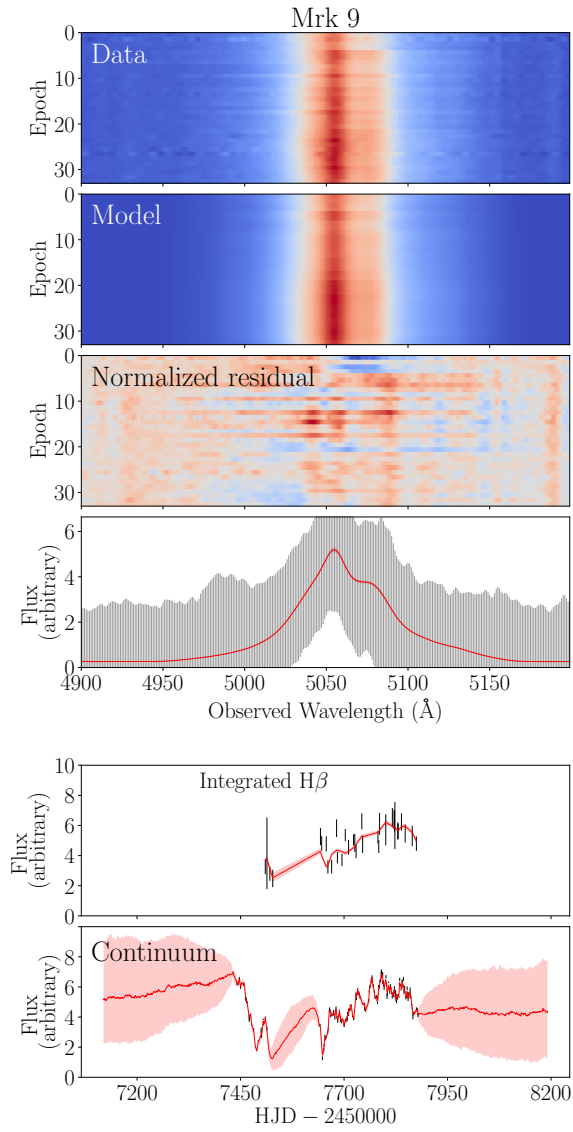 Mrk 9
Data
0
10
20
30
Epoch
Model
0
10
20
30
Epoch
Normalized residual
0
10
20
30
Epoch
6
4
2
0
Flux
(arbitrary)
4900 4950 5000 5050 5100 5150
Observed Wavelength (Å)
Integrated Hβ
10
8
6
4
2
0
Flux
(arbitrary)
Continuum
8
6
4
2
0
Flux
(arbitrary)
7200 7450 7700 7950 8200
HJD − 2450000